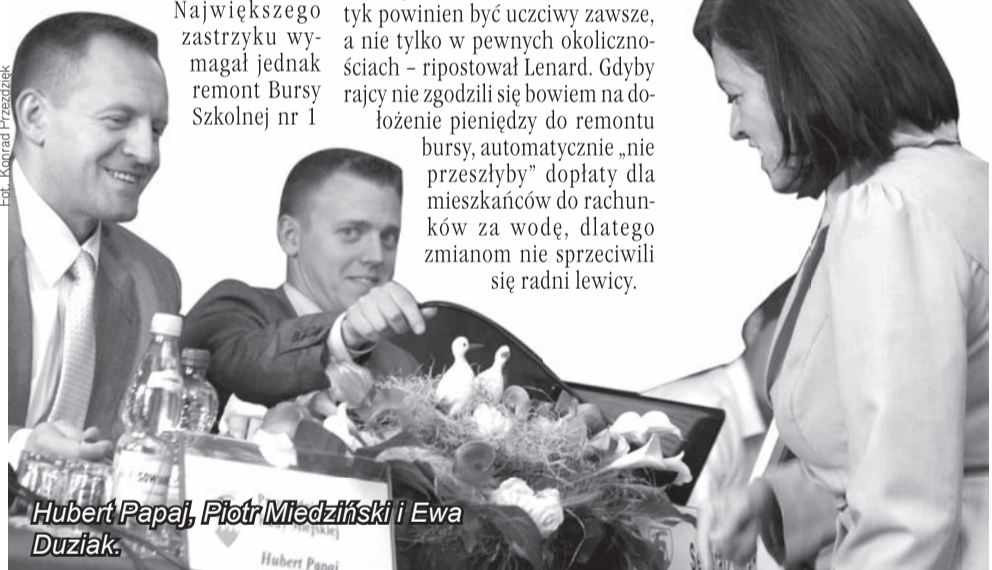 Największego
zastrzyku wy-
magał jednak
remont Bursy
Szkolnej nr 1
tyk powinien być uczciwy zawsze,
a nie tylko w pewnych okoliczno-
ściach – ripostował Lenard. Gdyby
rajcy nie zgodzili się bowiem na do-
łożenie pieniędzy do remontu
bursy, automatycznie „nie
przeszłyby” dopłaty dla
mieszkańców do rachun-
ków za wodę, dlatego
zmianom nie sprzeciwili
się radni lewicy.
Fot. Konrad Przezdzięk
Hubert Papaj, Piotr Miedziński i Ewa
Duziak.
Hubert Papaj